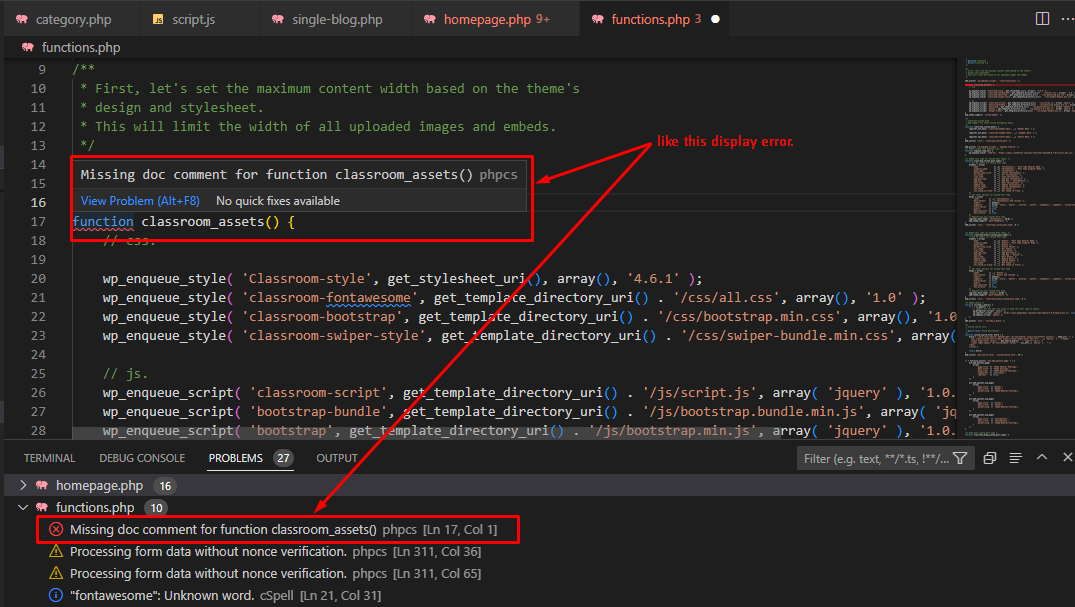 category.php JS script.js single-blog.php homepage.php 9+ functions.php 3
functions.php
9 /**
10 * First, let's set the maximum content width based on the theme's
11 * design and stylesheet.
12 * This will limit the width of all uploaded images and embeds.
13 */
like this display error.
14
Missing doc comment for function classroom_assets() phpcs
15
View Problem (Alt+F8) No quick fixes available
16
17 function classroom_assets() {
18 // css.
19
20 wp_enqueue_style( 'Classroom-style', get_stylesheet_uri(), array(), '4.6.1' );
21 wp_enqueue_style( 'classroom-fontawesome', get_template_directory_uri() . '/css/all.css', array(), '1.0' );
22 wp_enqueue_style( 'classroom-bootstrap', get_template_directory_uri() . '/css/bootstrap.min.css', array(), '1.0
23 wp_enqueue_style( 'classroom-swiper-style', get_template_directory_uri() . '/css/swiper-bundle.min.css', array(
24
25 // js.
26 wp_enqueue_script( 'classroom-script', get_template_directory_uri() . '/js/script.js', array( 'jquery' ), '1.0.
27 wp_enqueue_script( 'bootstrap-bundle', get_template_directory_uri() . '/js/bootstrap.bundle.min.js', array( 'jq
28 wp_enqueue_script( 'bootstrap', get_template_directory_uri() . '/js/bootstrap.min.js', array( 'jquery' ), '1.0.
TERMINAL DEBUG CONSOLE PROBLEMS 27 OUTPUT Filter (e.g. text, **/*.ts, !**/...
homepage.php 16
functions.php 10
Missing doc comment for function classroom_assets() phpcs [Ln 17, Col 1]
Processing form data without nonce verification. phpcs [Ln 311, Col 36]
Processing form data without nonce verification. phpcs [Ln 311, Col 65]
"fontawesome": Unknown word. cSpell [Ln 21, Col 31]